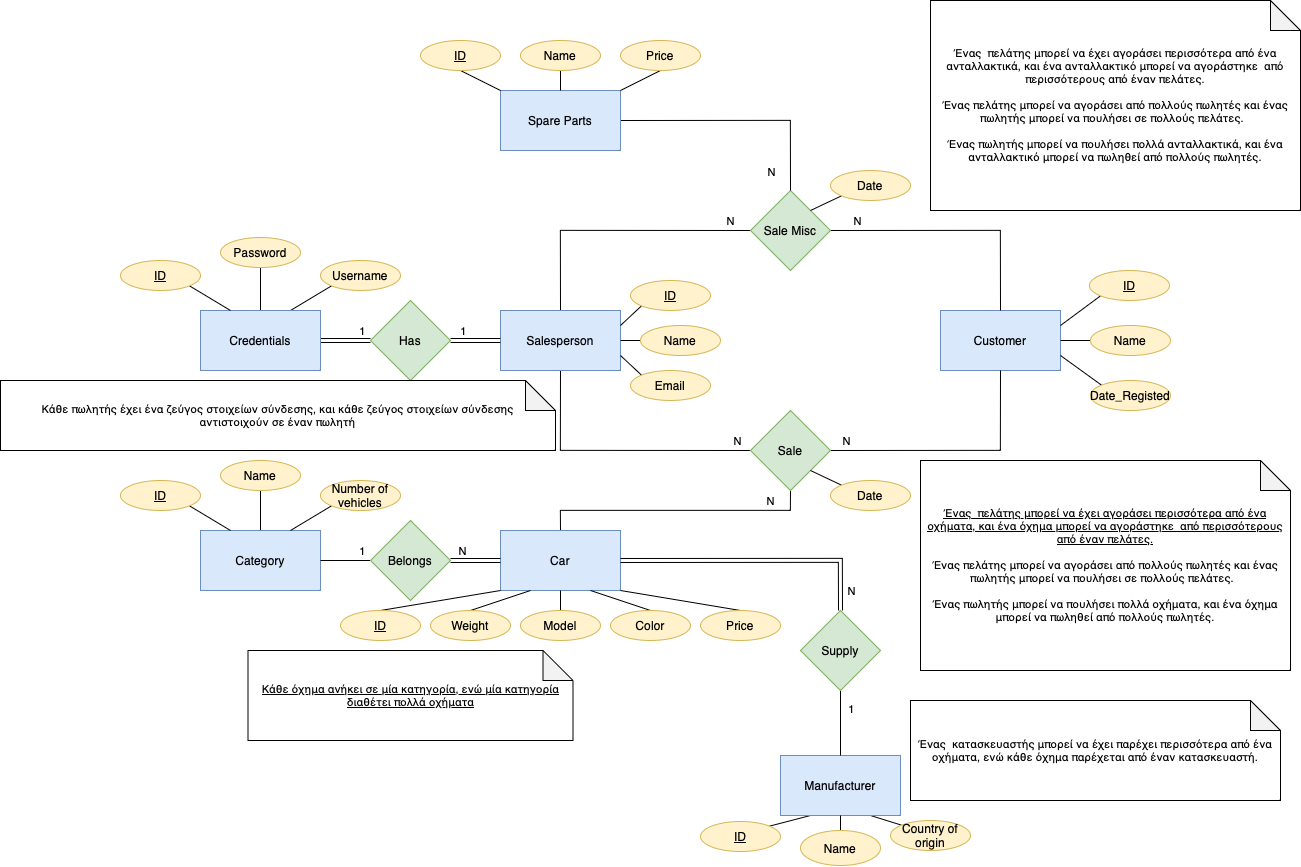 ID
Name
Price
Spare Parts
Ένας  πελάτης μπορεί να έχει αγοράσει περισσότερα από ένα
ανταλλακτικά, και ένα ανταλλακτικό μπορεί να αγοράστηκε  από
περισσότερους από έναν πελάτες.
Ένας πελάτης μπορεί να αγοράσει από πολλούς πωλητές και ένας
πωλητής μπορεί να πουλήσει σε πολλούς πελάτες.
Ένας πωλητής μπορεί να πουλήσει πολλά ανταλλακτικά, και ένα
ανταλλακτικό μπορεί να πωληθεί από πολλούς πωλητές.
N
Date
N
Sale Misc
N
Password
ID
Username
Credentials
1
Has
1
Salesperson
ID
Name
Email
Customer
ID
Name
Date_Registed
Κάθε πωλητής έχει ένα ζεύγος στοιχείων σύνδεσης, και κάθε ζεύγος στοιχείων σύνδεσης
αντιστοιχούν σε έναν πωλητή
N
Sale
N
Date
N
Name
ID
Number of
vehicles
Category
1
Belongs
N
Car
ID
Weight
Model
Color
Price
N
Supply
1
Ένας  πελάτης μπορεί να έχει αγοράσει περισσότερα από ένα
οχήματα, και ένα όχημα μπορεί να αγοράστηκε  από περισσότερους
από έναν πελάτες.
Ένας πελάτης μπορεί να αγοράσει από πολλούς πωλητές και ένας
πωλητής μπορεί να πουλήσει σε πολλούς πελάτες.
Ένας πωλητής μπορεί να πουλήσει πολλά οχήματα, και ένα όχημα
μπορεί να πωληθεί από πολλούς πωλητές.
Κάθε όχημα ανήκει σε μία κατηγορία, ενώ μία κατηγορία
διαθέτει πολλά οχήματα
Ένας  κατασκευαστής μπορεί να έχει παρέχει περισσότερα από ένα
οχήματα, ενώ κάθε όχημα παρέχεται από έναν κατασκευαστή.
Manufacturer
ID
Name
Country of
origin